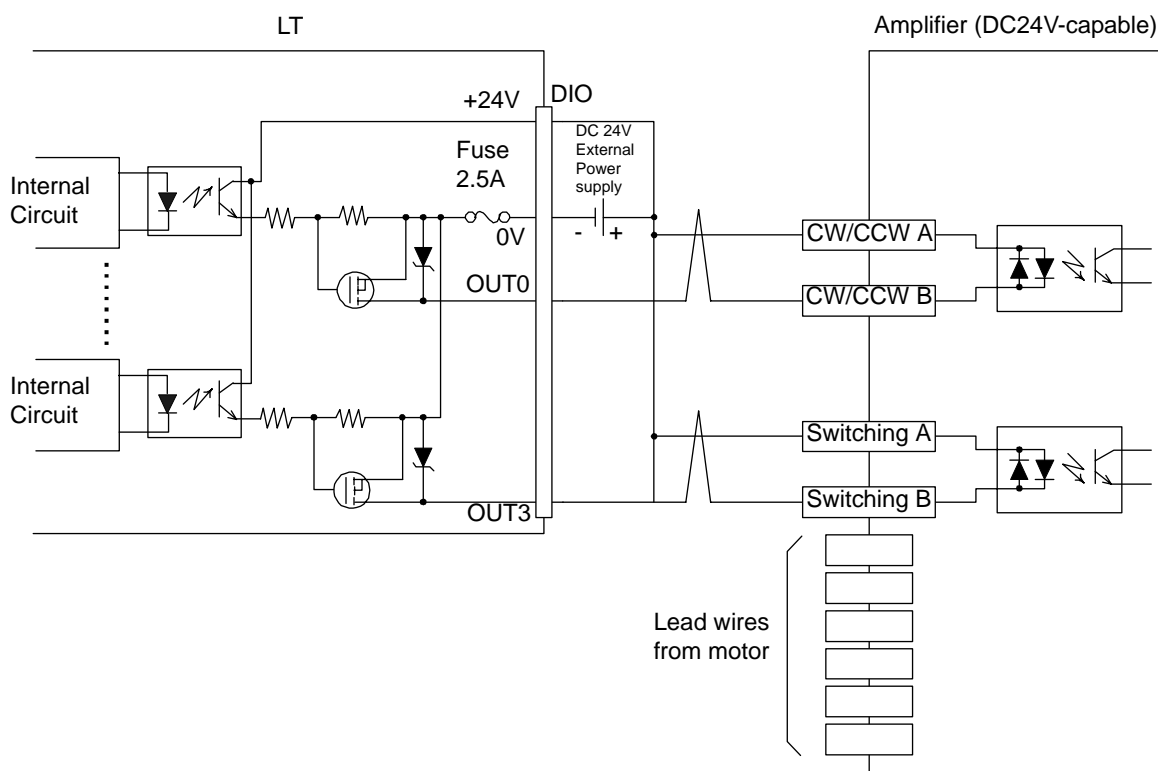 LT
Amplifier (DC24V-capable)
+24V
DIO
DC 24V
External
Power
supply
Fuse
2.5A
Internal
Circuit
0V
- +
CW/CCW A
OUT0
CW/CCW B
Internal
Circuit
Switching A
OUT3
Switching B
Lead wires
from motor